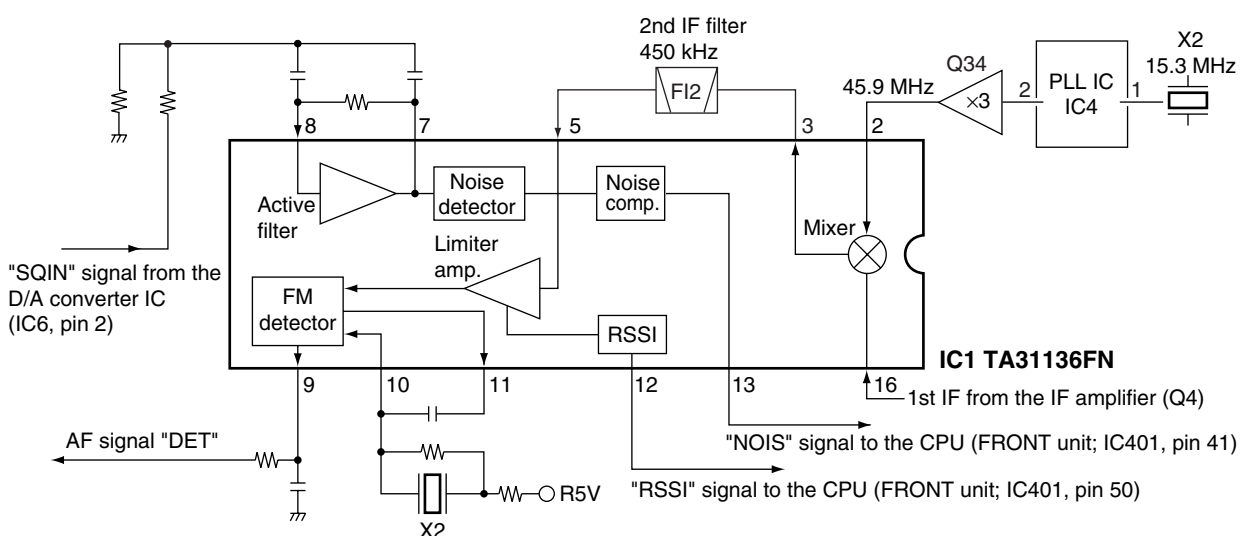 2nd IF filter
450 kHz
FI2
45.9 MHz
Q34
×3
2
PLL IC
IC4
1
X2
15.3 MHz
8
7
5
3
2
Active
filter
Noise
detector
Noise
comp.
Mixer
Limiter
amp.
"SQIN" signal from the
D/A converter IC
(IC6, pin 2)
FM
detector
RSSI
IC1 TA31136FN
9
10
11
12
13
16
1st IF from the IF amplifier (Q4)
"NOIS" signal to the CPU (FRONT unit; IC401, pin 41)
AF signal "DET"
"RSSI" signal to the CPU (FRONT unit; IC401, pin 50)
R5V
X2